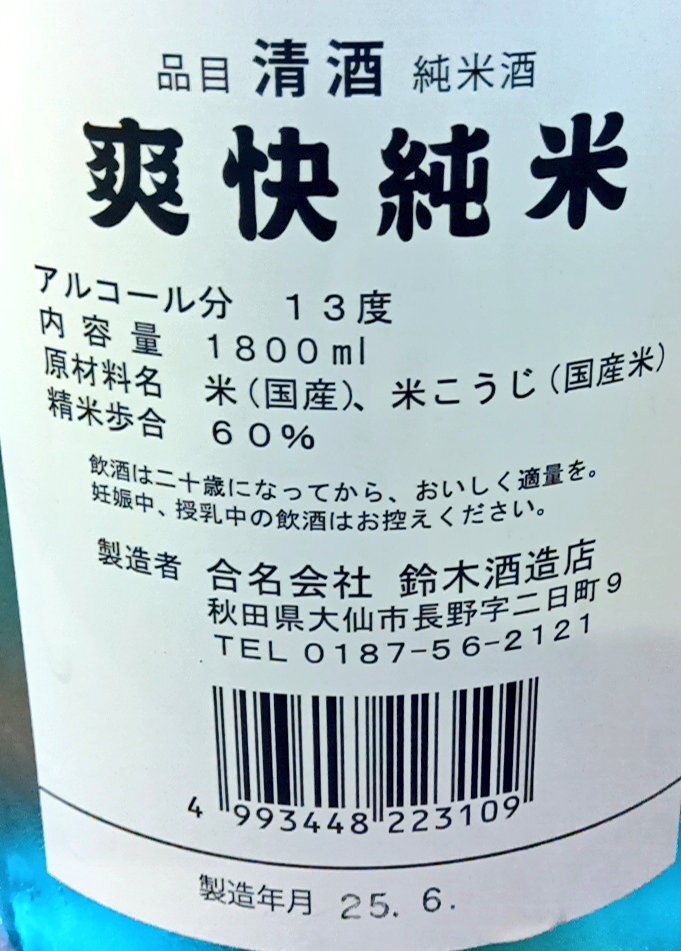 品目 清酒 純米酒
爽快純米
アルコール分 13度
内容量 1800ml
原材料名 米(国産)、米こうじ(国産米)
精米歩合 60%
飲酒は二十歳になってから、おいしく適量を。
妊娠中、授乳中の飲酒はお控えください。
製造者 合名会社 鈴木酒造店
秋田県大仙市長野字二日町9
TEL 0187-56-2121
4 993448 223109
製造年月 25. 6.